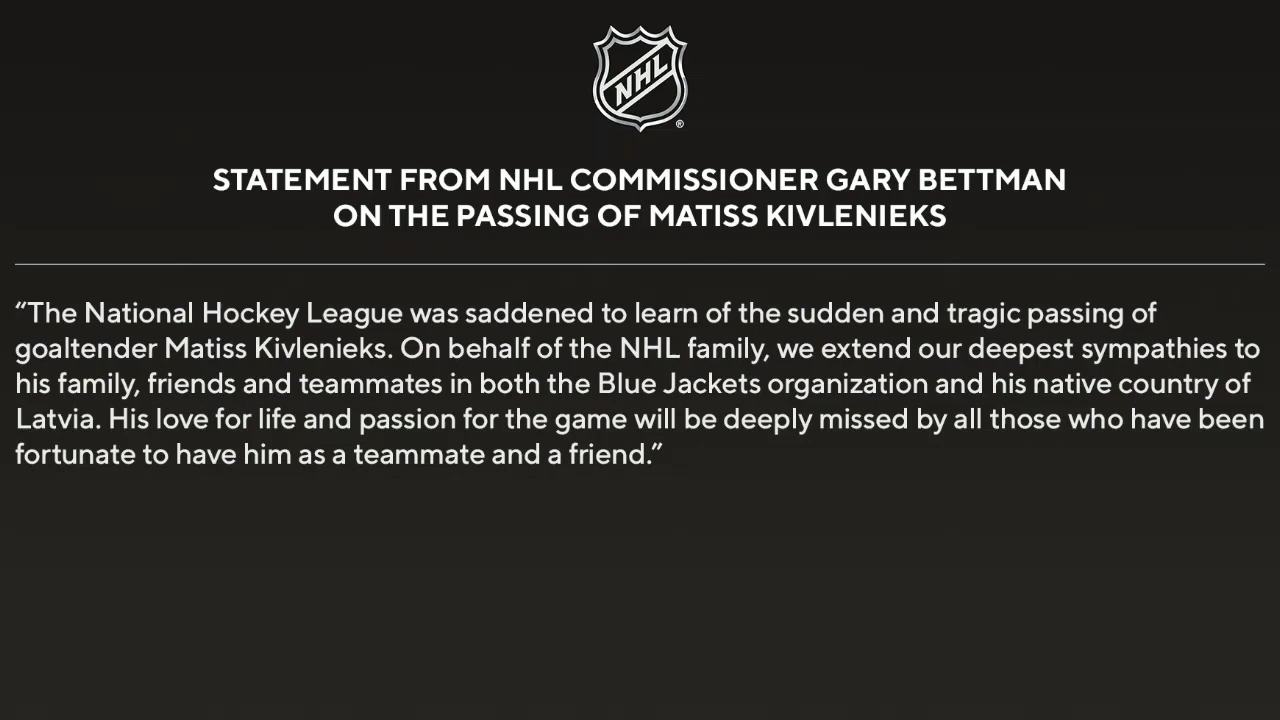 NHL
®
STATEMENT FROM NHL COMMISSIONER GARY BETTMAN
ON THE PASSING OF MATISS KIVLENIEKS
“The National Hockey League was saddened to learn of the sudden and tragic passing of
goaltender Matiss Kivlenieks. On behalf of the NHL family, we extend our deepest sympathies to
his family, friends and teammates in both the Blue Jackets organization and his native country of
Latvia. His love for life and passion for the game will be deeply missed by all those who have been
fortunate to have him as a teammate and a friend.”